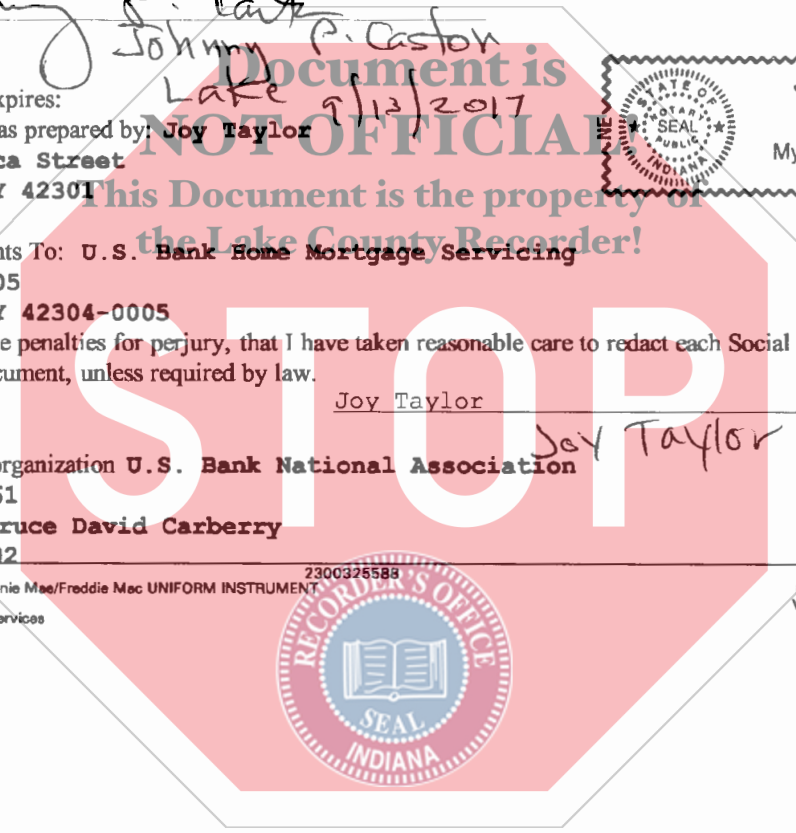 Johnny P. Caston
Document is
Lake 9/13/2017
xpires:
as prepared by: Joy Taylor
NOT OFFICIAL!
STATE OF
NOTARY
SEAL
PUBLIC
INDIANA
NE
My
ca Street
Y 42301
This Document is the property of
the Lake County Recorder!
nts To: U.S. Bank Home Mortgage Servicing
05
Y 42304-0005
e penalties for perjury, that I have taken reasonable care to redact each Social
cument, unless required by law.
Joy Taylor
Joy Taylor
STOP
organization U.S. Bank National Association
51
ruce David Carberry
2300325588
nie Mae/Freddie Mac UNIFORM INSTRUMENT
ervices
RECORDER'S OFFICE
SEAL
INDIANA